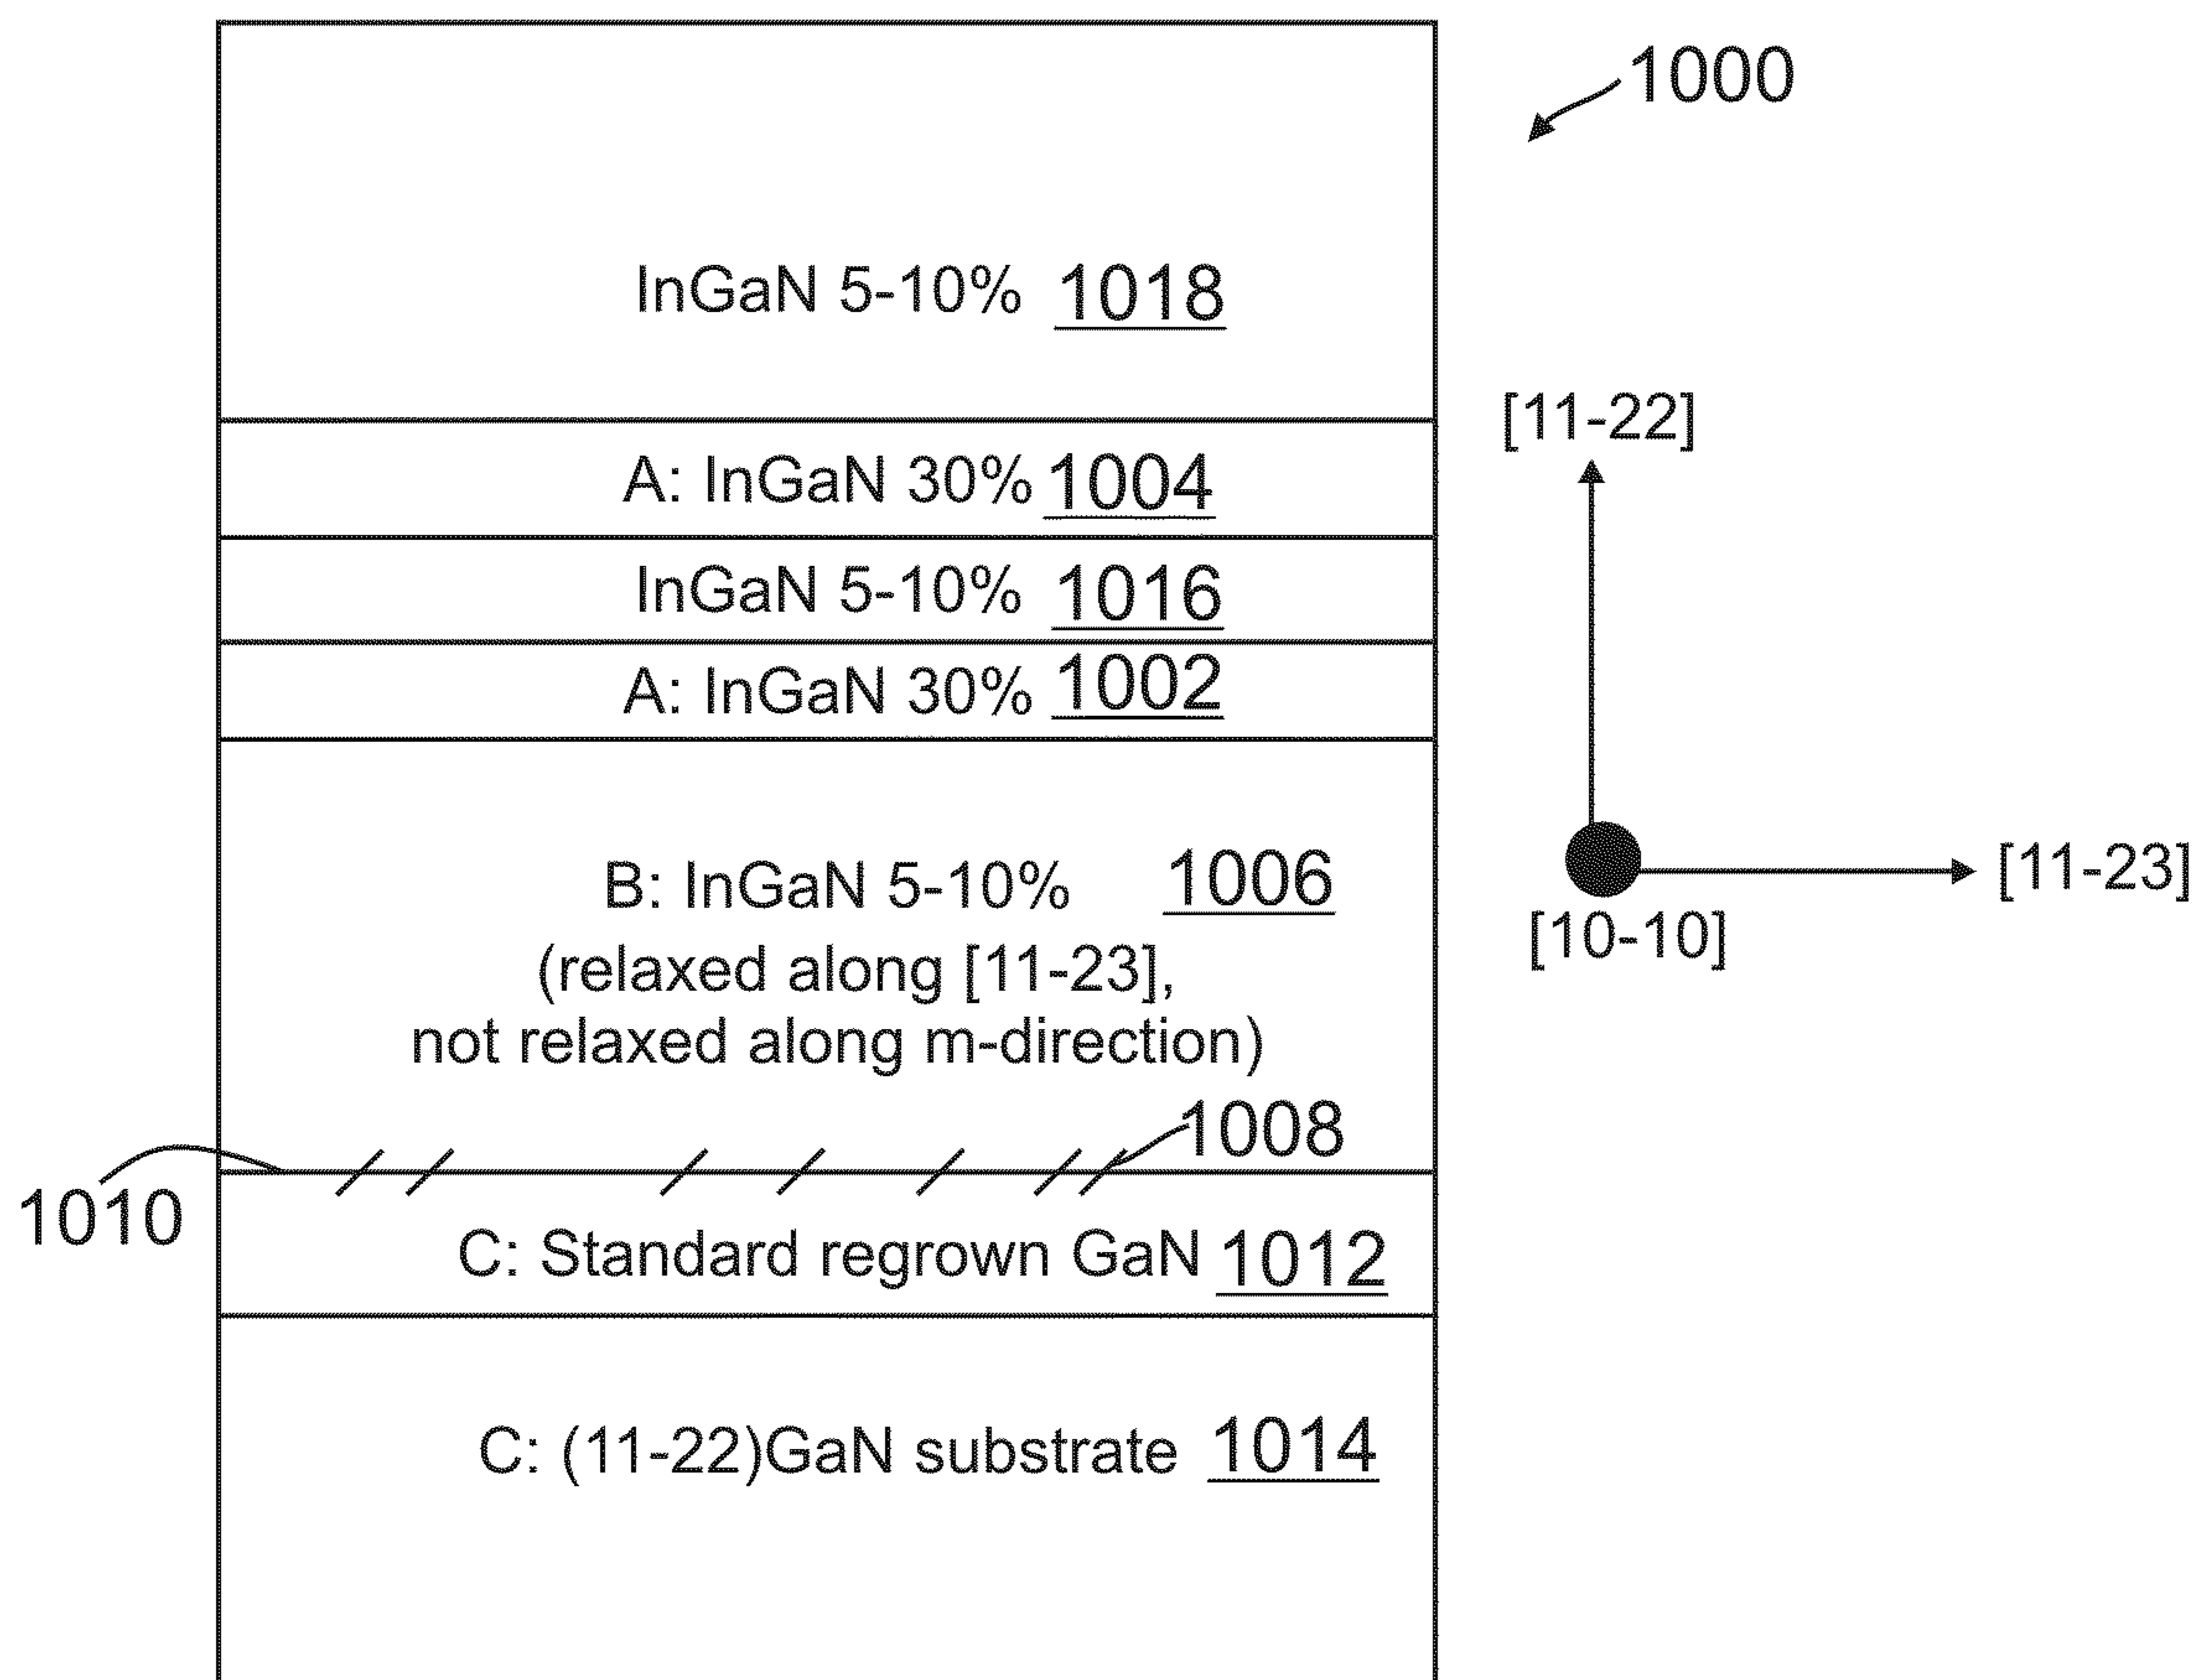 1000
InGaN 5-10% 1018
[11-22]
A: InGaN 30% 1004
InGaN 5-10% 1016
A: InGaN 30% 1002
B: InGaN 5-10% 1006
[11-23]
[10-10]
(relaxed along [11-23],
not relaxed along m-direction)
1008
1010
C: Standard regrown GaN 1012
C: (11-22)GaN substrate 1014